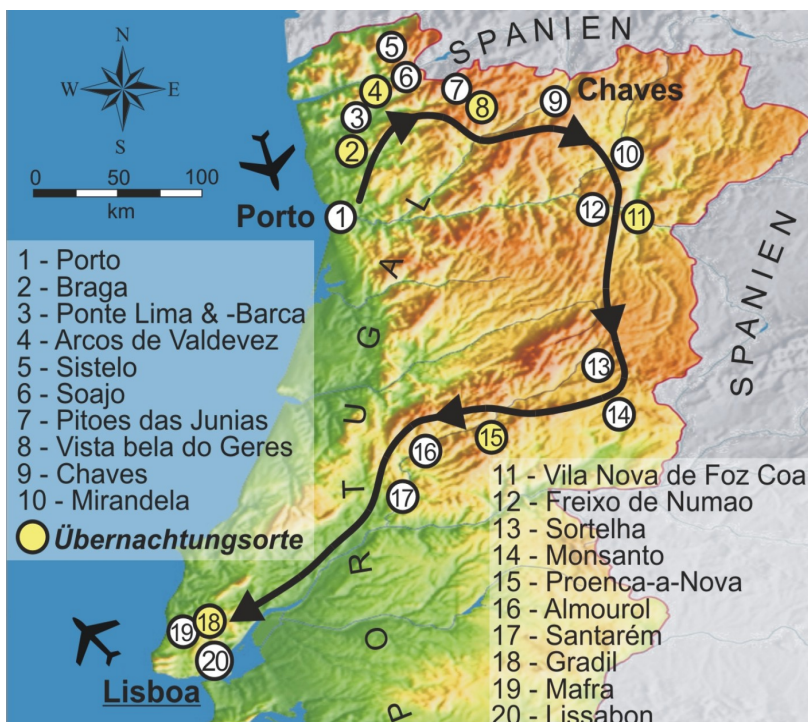 SPANIEN
N
W E
S
0 50 100
km
5
4
6
7
8
9
Chaves
3
2
10
Porto
1
12
11
PORTUGAL
SPANIEN
1 - Porto
2 - Braga
3 - Ponte Lima & -Barca
4 - Arcos de Valdevez
5 - Sistelo
6 - Soajo
7 - Pitoes das Junias
8 - Vista bela do Geres
9 - Chaves
10 - Mirandela
Übernachtungsorte
13
14
15
16
17
11 - Vila Nova de Foz Coa
12 - Freixo de Numao
13 - Sortelha
14 - Monsanto
15 - Proenca-a-Nova
16 - Almourol
17 - Santarém
18 - Gradil
19 - Mafra
20 - Lissabon
19
18
20
Lisboa